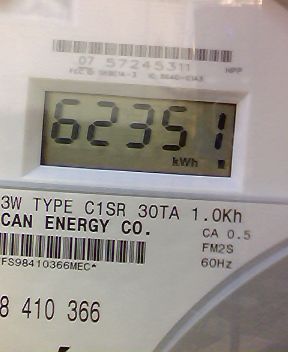 07 57245311
HPP
62351
kWh
3W TYPE C1SR 30TA 1.0Kh
CAN ENERGY CO.
CA 0.5
FM2S
60Hz
FS98410366MEC*
8 410 366